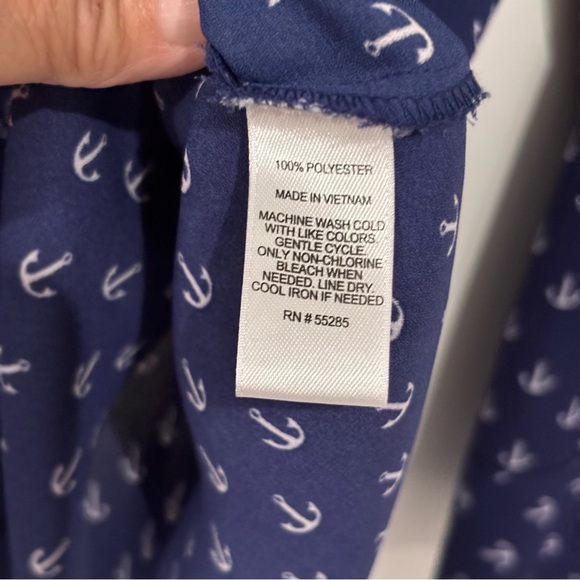 100% POLYESTER
MADE IN VIETNAM
MACHINE WASH COLD
WITH LIKE COLORS.
GENTLE CYCLE.
ONLY NON-CHLORINE
BLEACH WHEN
NEEDED. LINE DRY.
COOL IRON IF NEEDED
RN # 55285